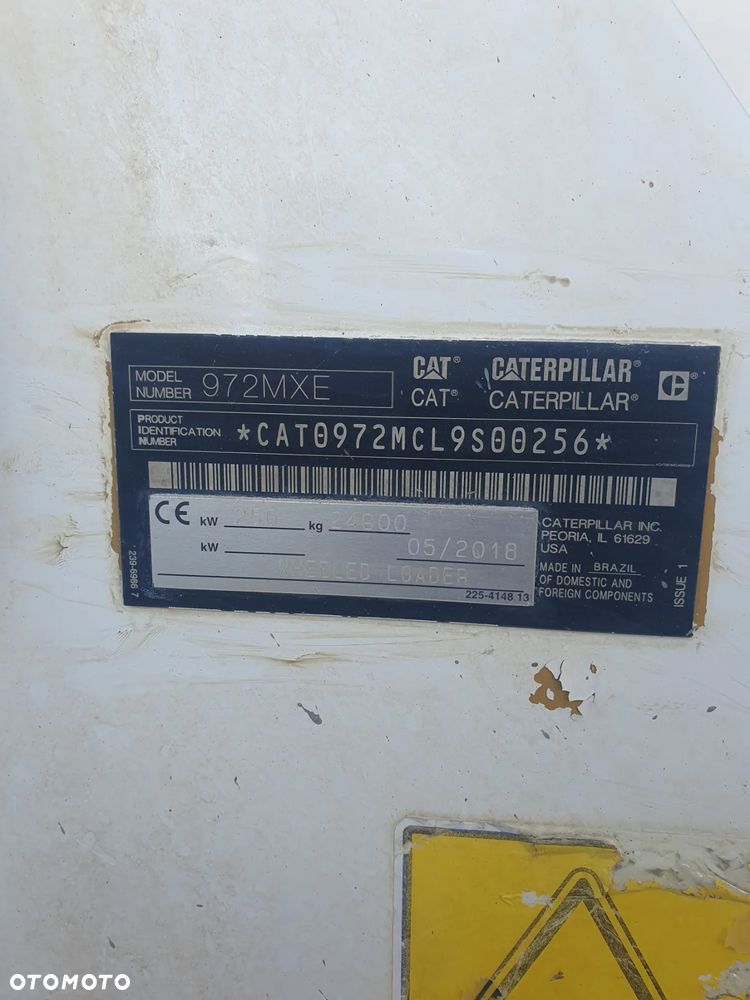 MODEL NUMBER 972MXE
CAT® CATERPILLAR®
CAT® CATERPILLAR®
PRODUCT IDENTIFICATION NUMBER *CAT0972MCL9S00256*
CE kW kg
kW 05/2018
WHEELED LOADER
225-4148 13
239-6986 7
CATERPILLAR INC.
PEORIA, IL 61629
USA
MADE IN BRAZIL
OF DOMESTIC AND
FOREIGN COMPONENTS
ISSUE 1
OTOMOTO